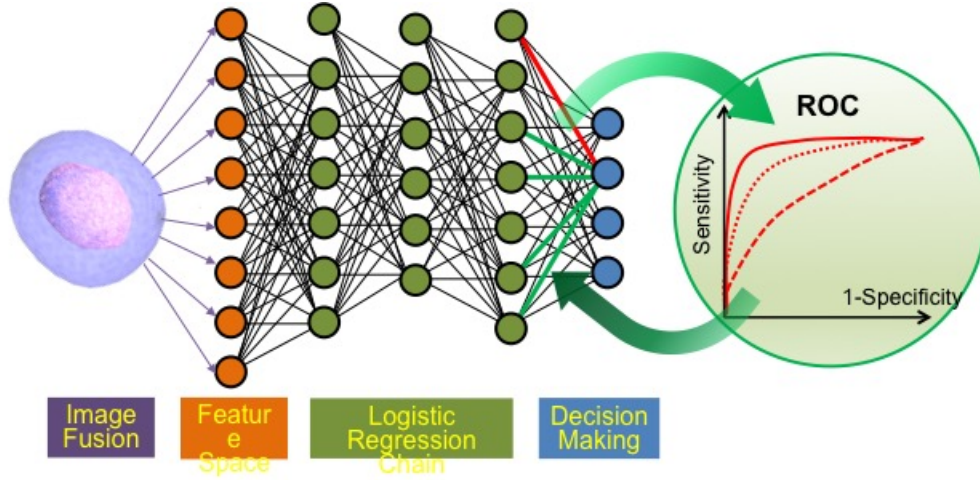 ROC
Sensitivity
1-Specificity
Image
Fusion
Featur
e
Space
Logistic
Regression
Chain
Decision
Making